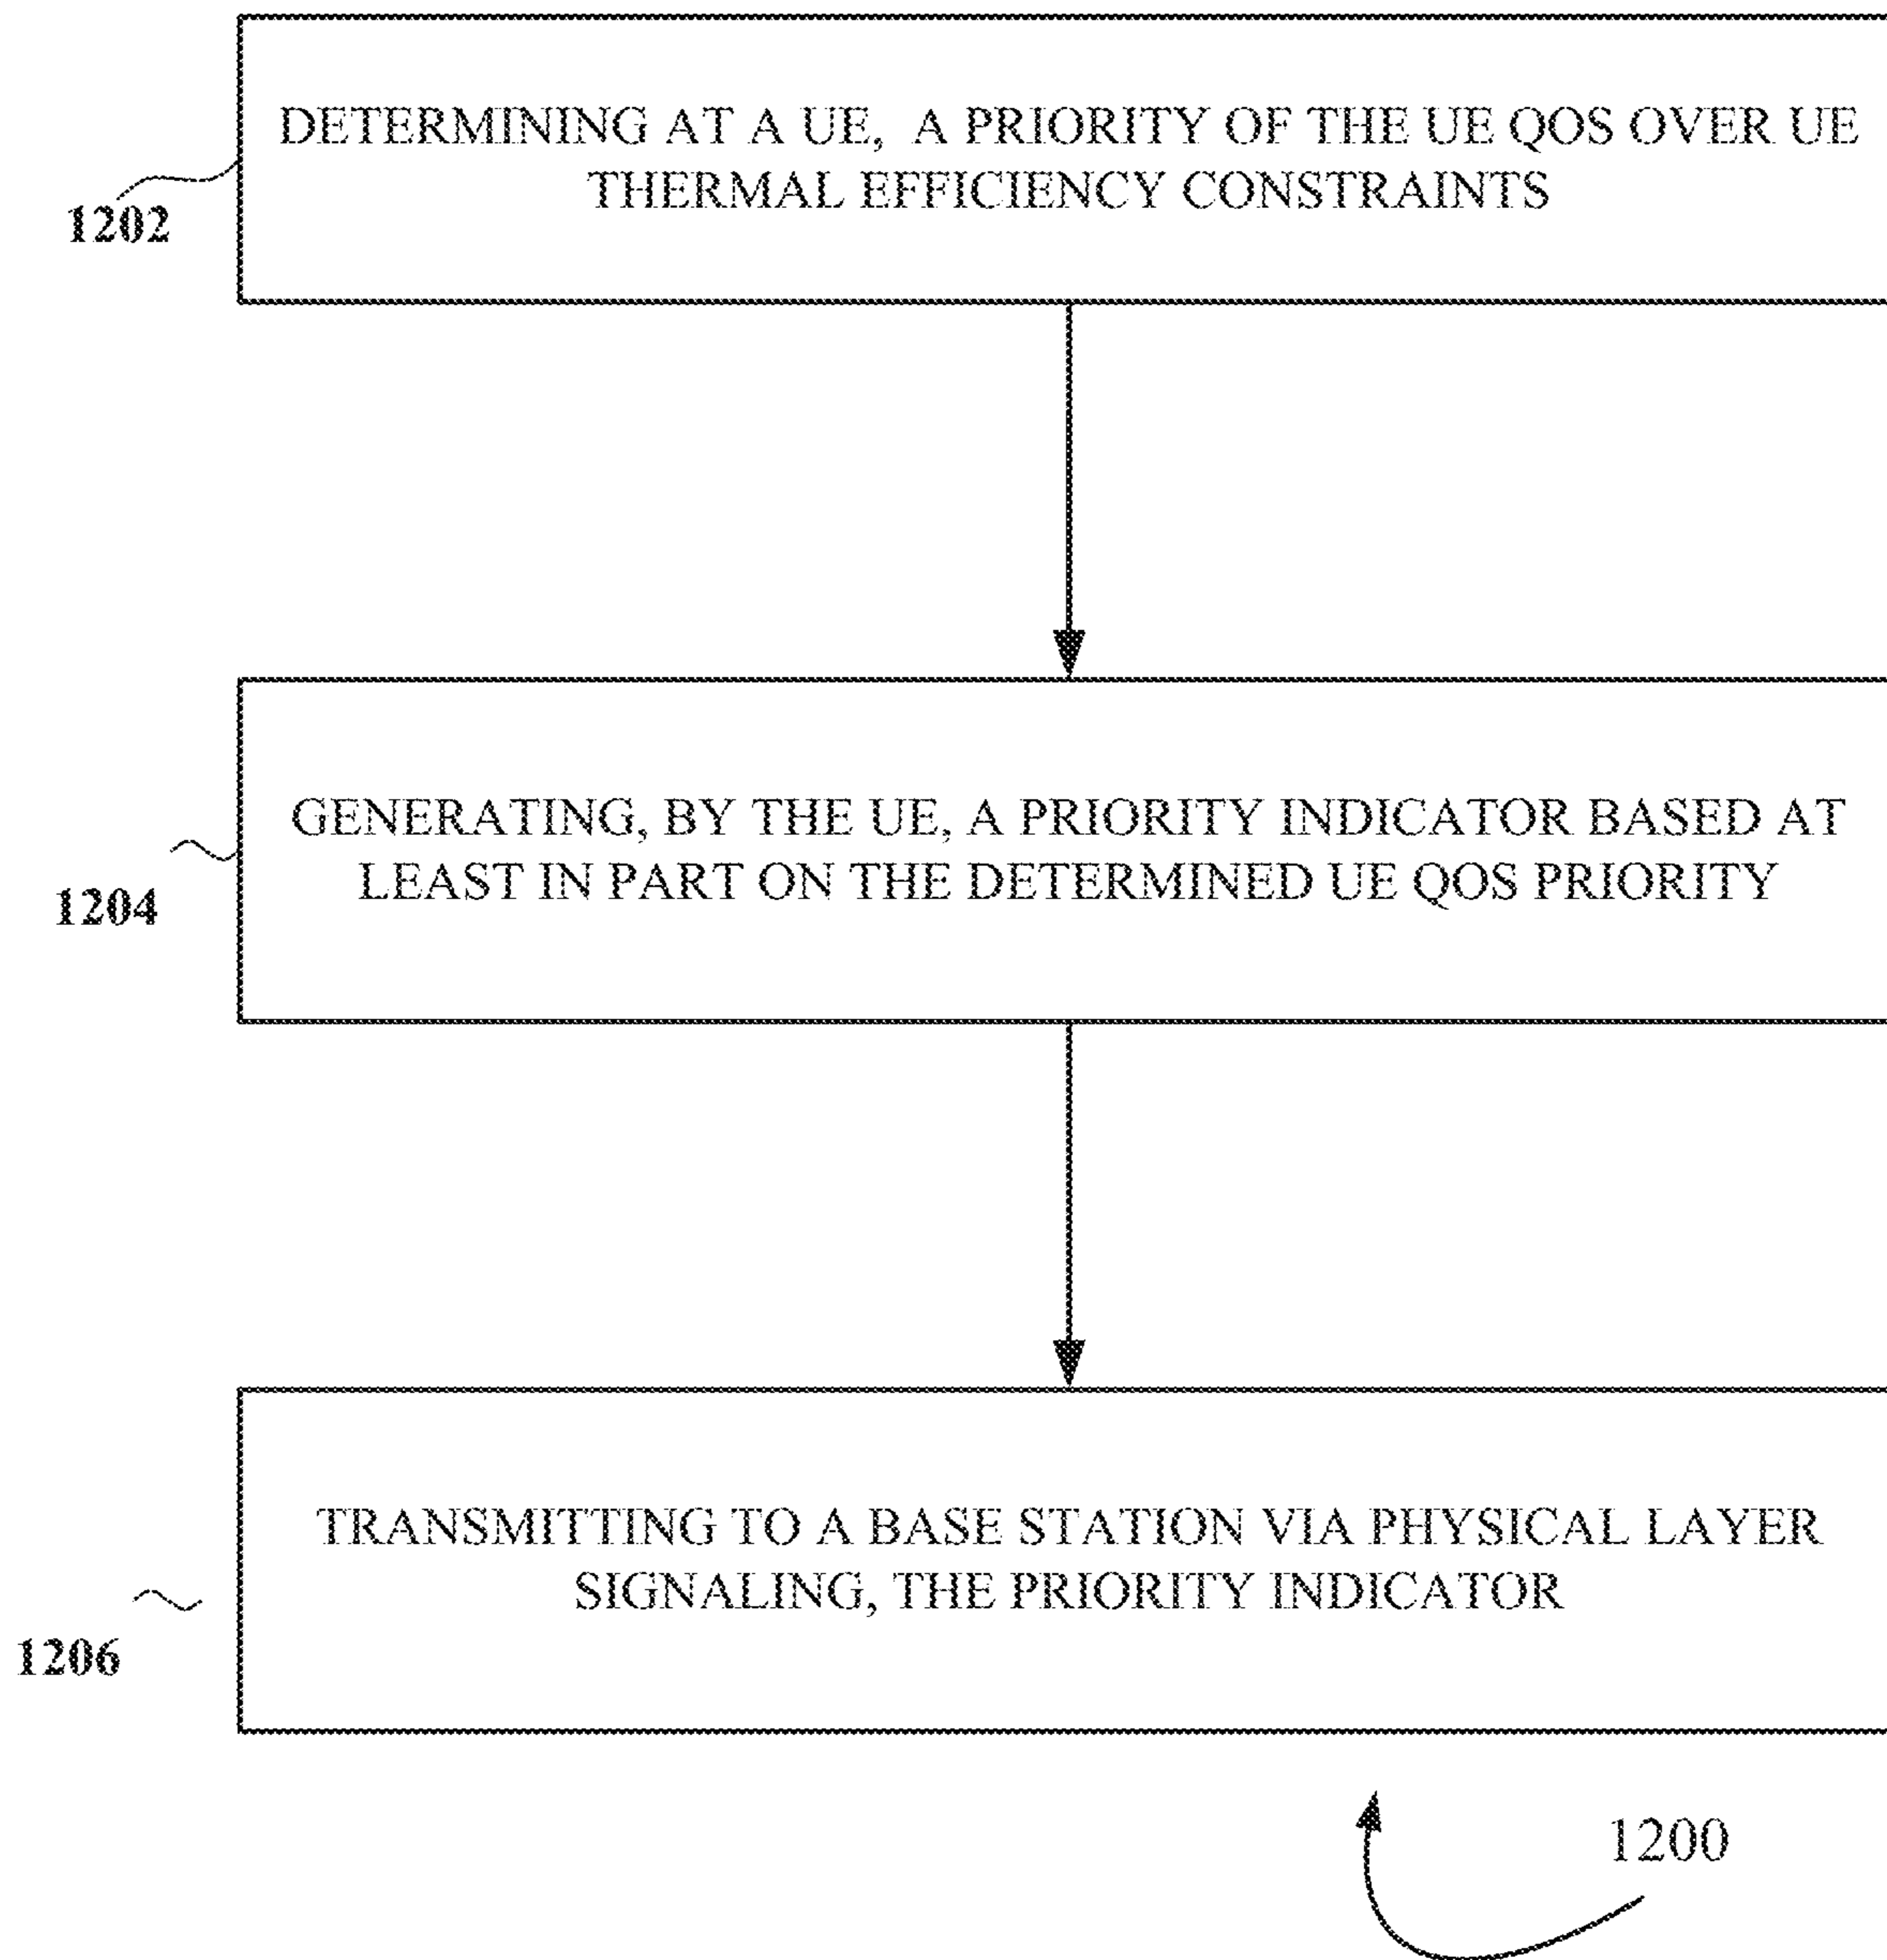 DETERMINING AT A UE, A PRIORITY OF THE UE QOS OVER UE
THERMAL EFFICIENCY CONSTRAINTS
1202
GENERATING, BY THE UE, A PRIORITY INDICATOR BASED AT
LEAST IN PART ON THE DETERMINED UE QOS PRIORITY
1204
TRANSMITTING TO A BASE STATION VIA PHYSICAL LAYER
SIGNALING, THE PRIORITY INDICATOR
1206
1200